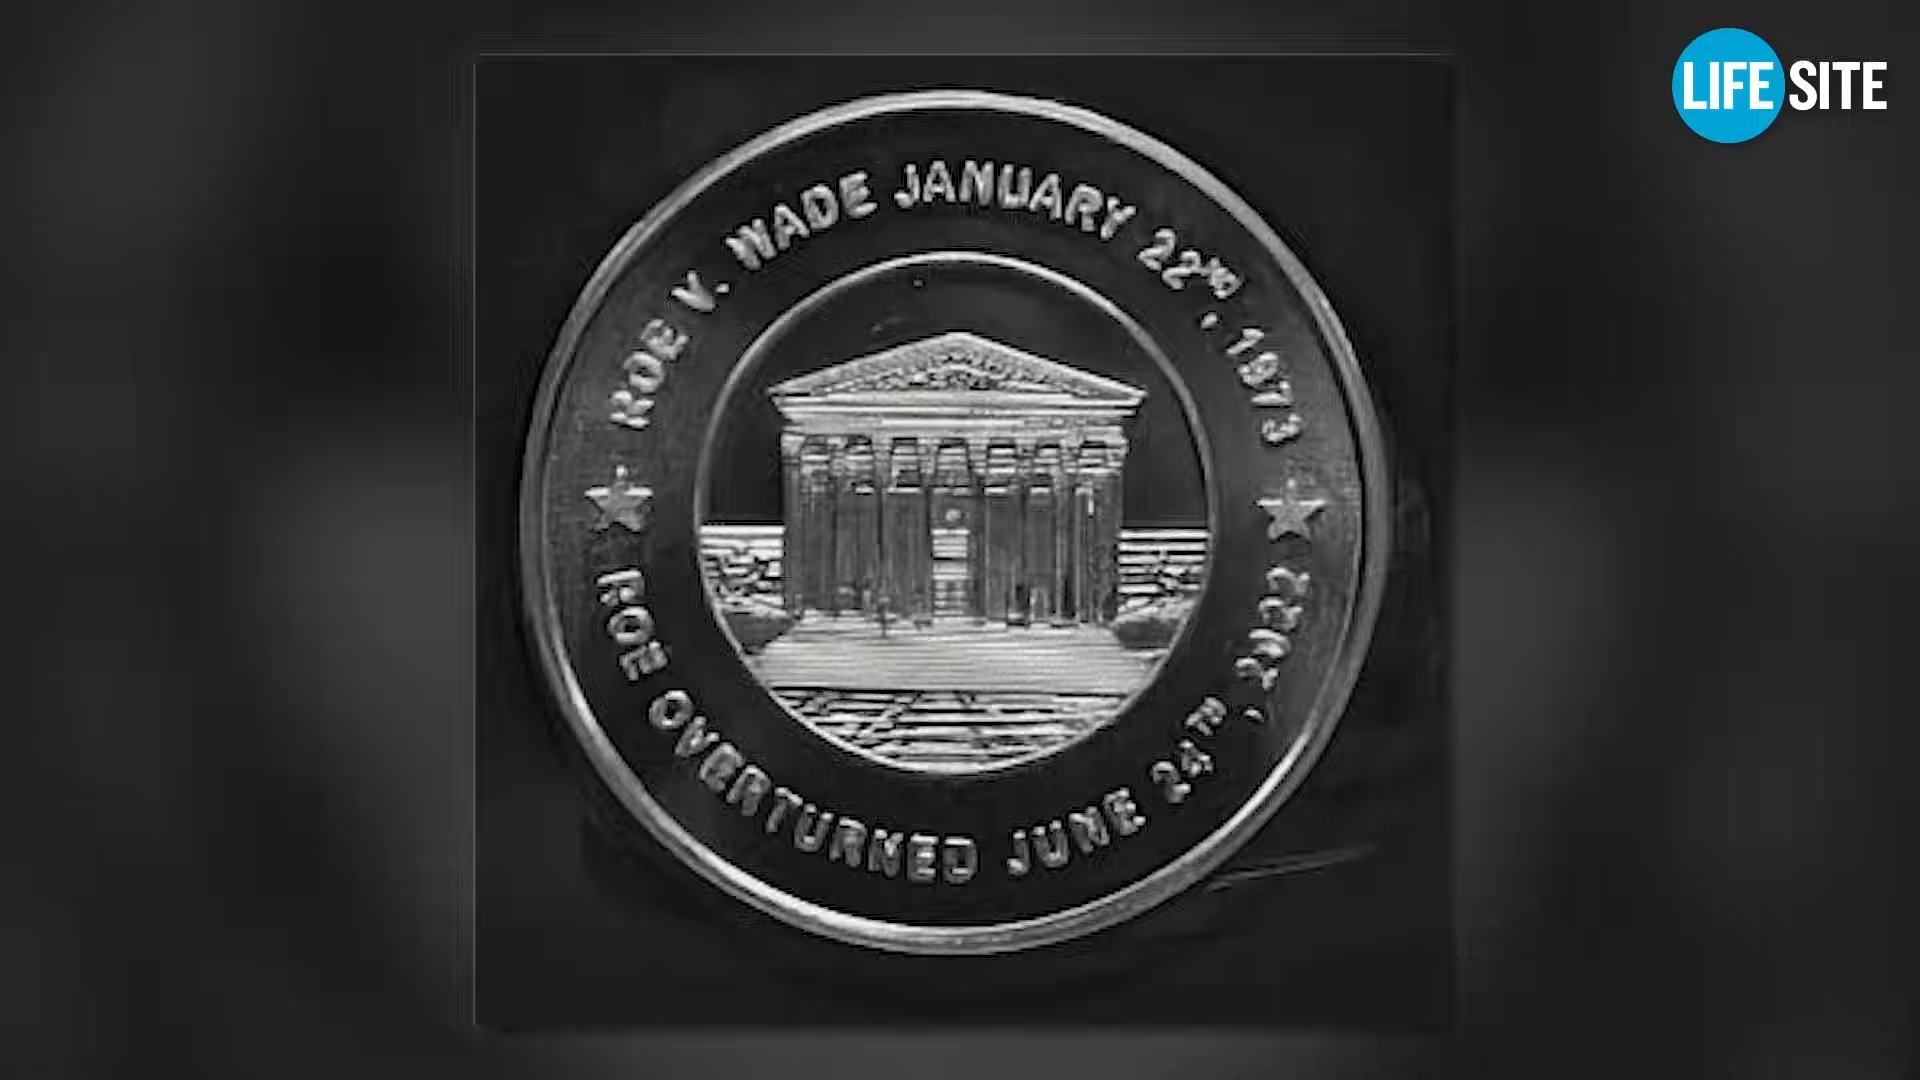 LIFE SITE
ROE V. WADE JANUARY 22ND, 1973
ROE OVERTURNED JUNE 24TH, 2022